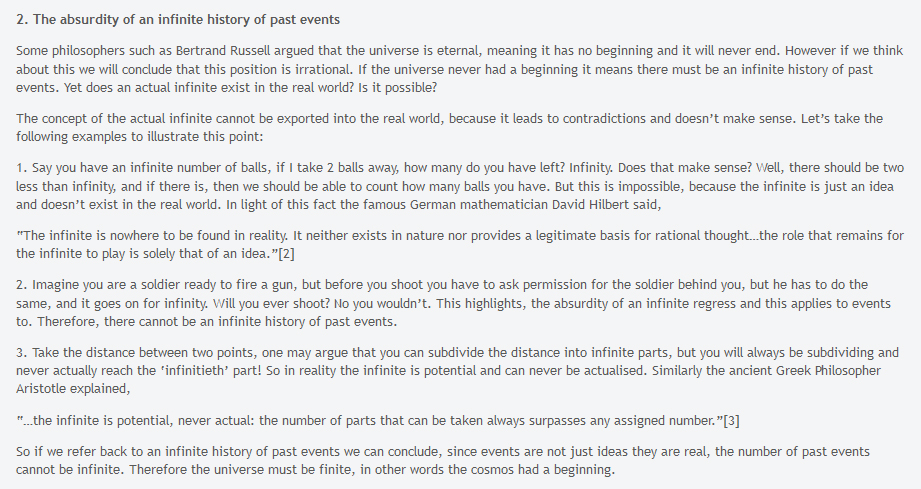 2. The absurdity of an infinite history of past events
Some philosophers such as Bertrand Russell argued that the universe is eternal, meaning it has no beginning and it will never end. However if we think
about this we will conclude that this position is irrational. If the universe never had a beginning it means there must be an infinite history of past
events. Yet does an actual infinite exist in the real world? Is it possible?
The concept of the actual infinite cannot be exported into the real world, because it leads to contradictions and doesn't make sense. Let's take the
following examples to illustrate this point:
1. Say you have an infinite number of balls, if I take 2 balls away, how many do you have left? Infinity. Does that make sense? Well, there should be two
less than infinity, and if there is, then we should be able to count how many balls you have. But this is impossible, because the infinite is just an idea
and doesn't exist in the real world. In light of this fact the famous German mathematician David Hilbert said,
"The infinite is nowhere to be found in reality. It neither exists in nature nor provides a legitimate basis for rational thought…the role that remains for
the infinite to play is solely that of an idea."[2]
2. Imagine you are a soldier ready to fire a gun, but before you shoot you have to ask permission for the soldier behind you, but he has to do the
same, and it goes on for infinity. Will you ever shoot? No you wouldn't. This highlights, the absurdity of an infinite regress and this applies to events
to. Therefore, there cannot be an infinite history of past events.
3. Take the distance between two points, one may argue that you can subdivide the distance into infinite parts, but you will always be subdividing and
never actually reach the 'infinitieth' part! So in reality the infinite is potential and can never be actualised. Similarly the ancient Greek Philosopher
Aristotle explained,
"…the infinite is potential, never actual: the number of parts that can be taken always surpasses any assigned number."[3]
So if we refer back to an infinite history of past events we can conclude, since events are not just ideas they are real, the number of past events
cannot be infinite. Therefore the universe must be finite, in other words the cosmos had a beginning.